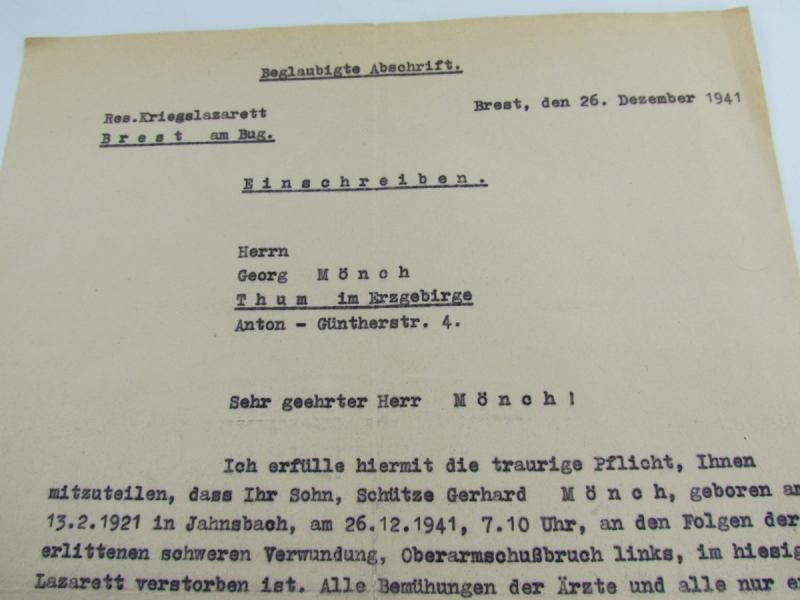 Beglaubigte Abschrift.
Res.Kriegslazarett
Brest, den 26. Dezember 1941
B r e s t am Bug.
E i n s c h r e i b e n .
Herrn
Georg M ö n c h
T h u m im Erzgebirge
Anton - Güntherstr. 4.
Sehr geehrter Herr M ö n c h !
Ich erfülle hiermit die traurige Pflicht, Ihnen
mitzuteilen, dass Ihr Sohn, Schütze Gerhard M ö n c h, geboren am
13.2.1921 in Jahnsbach, am 26.12.1941, 7.10 Uhr, an den Folgen der
erlittenen schweren Verwundung, Oberarmschußbruch links, im hiesig
Lazarett verstorben ist. Alle Bemühungen der Ärzte und alle nur